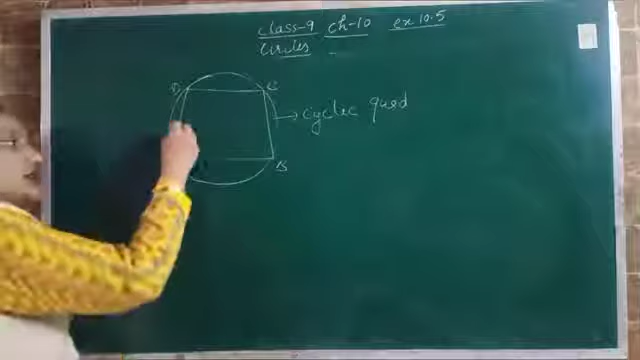 class-9 ch-10 ex 10.5
Circles
D C
cyclic quad
B